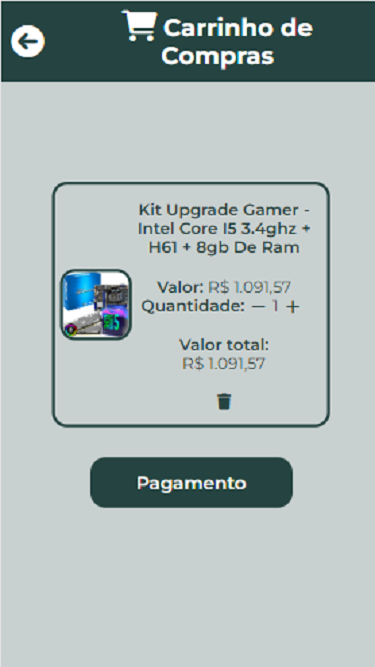 Carrinho de
Compras
Kit Upgrade Gamer -
Intel Core I5 3.4ghz +
H61 + 8gb De Ram
Valor: R$ 1.091,57
Quantidade: — 1 +
Valor total:
R$ 1.091,57
Pagamento